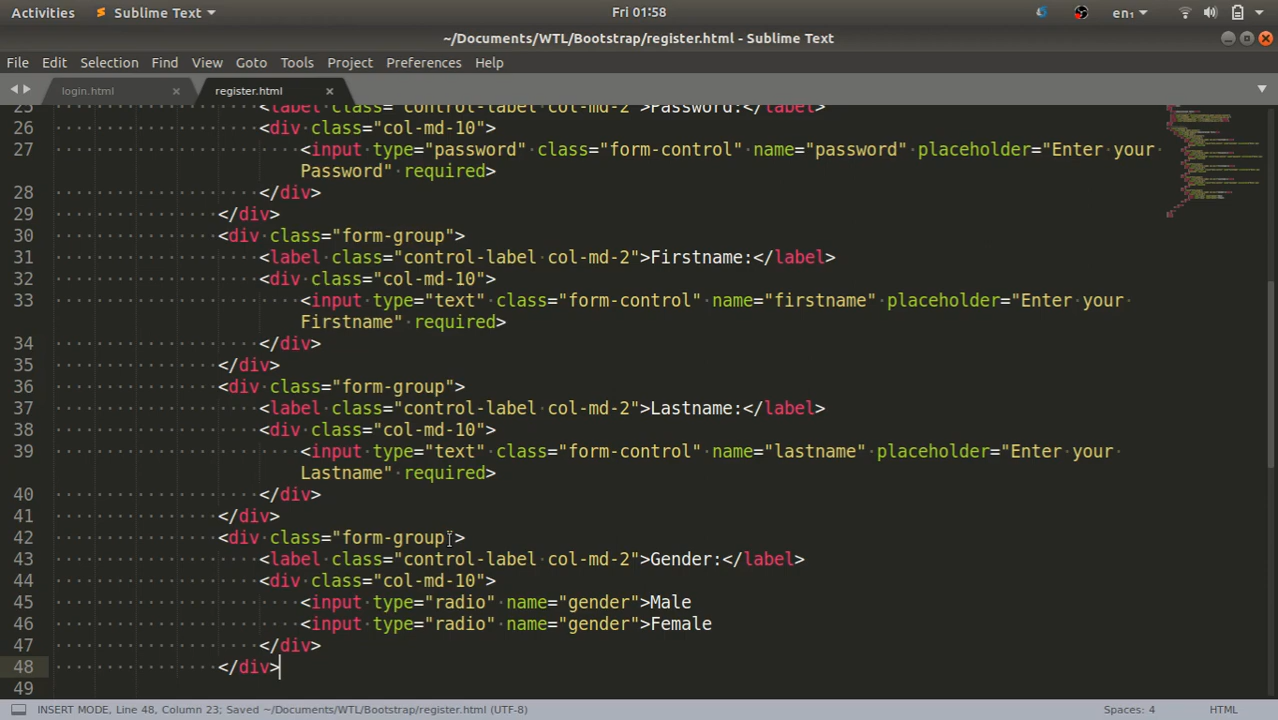 Activities Sublime Text Fri 01:58 en₁
~/Documents/WTL/Bootstrap/register.html - Sublime Text
File Edit Selection Find View Goto Tools Project Preferences Help
login.html × register.html ×
25 <label class="control-label col-md-2">Password:</label>
26 <div class="col-md-10">
27 <input type="password" class="form-control" name="password" placeholder="Enter your
Password" required>
28 </div>
29 </div>
30 <div class="form-group">
31 <label class="control-label col-md-2">Firstname:</label>
32 <div class="col-md-10">
33 <input type="text" class="form-control" name="firstname" placeholder="Enter your
Firstname" required>
34 </div>
35 </div>
36 <div class="form-group">
37 <label class="control-label col-md-2">Lastname:</label>
38 <div class="col-md-10">
39 <input type="text" class="form-control" name="lastname" placeholder="Enter your
Lastname" required>
40 </div>
41 </div>
42 <div class="form-group">
43 <label class="control-label col-md-2">Gender:</label>
44 <div class="col-md-10">
45 <input type="radio" name="gender">Male
46 <input type="radio" name="gender">Female
47 </div>
48 </div>
49
INSERT MODE, Line 48, Column 23; Saved ~/Documents/WTL/Bootstrap/register.html (UTF-8) Spaces: 4 HTML